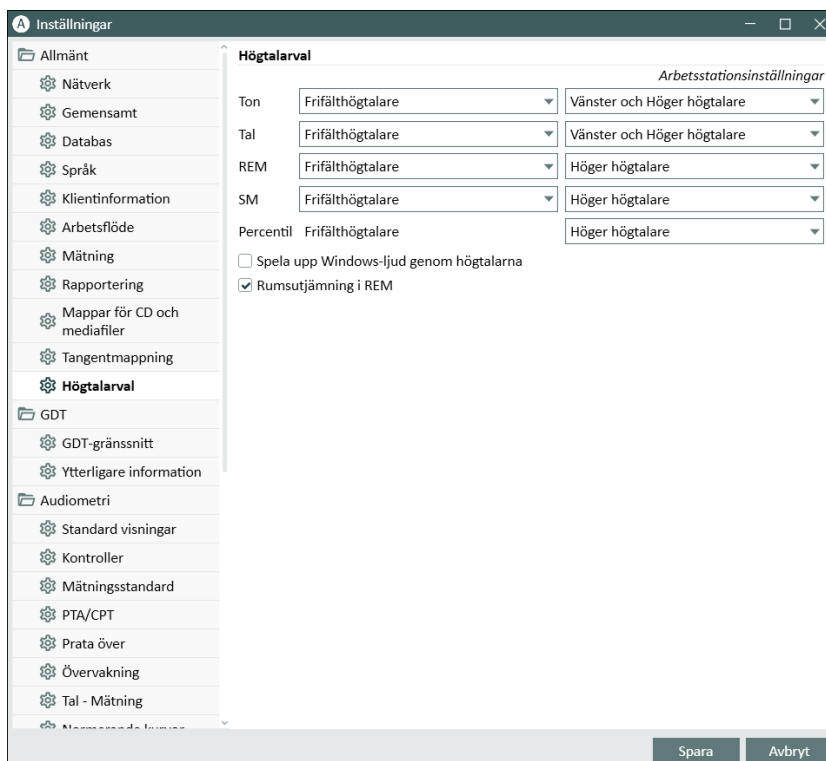 A Inställningar
Allmänt
Nätverk
Gemensamt
Databas
Språk
Klientinformation
Arbetsflöde
Mätning
Rapportering
Mappar för CD och
mediafiler
Tangentmappning
Högtalarval
GDT
GDT-gränssnitt
Ytterligare information
Audiometri
Standard visningar
Kontroller
Mätningsstandard
PTA/CPT
Prata över
Övervakning
Tal - Mätning
Högtalarval
Arbetsstationsinställningar
Ton Frifälthögtalare Vänster och Höger högtalare
Tal Frifälthögtalare Vänster och Höger högtalare
REM Frifälthögtalare Höger högtalare
SM Frifälthögtalare Höger högtalare
Percentil Frifälthögtalare Höger högtalare
Spela upp Windows-ljud genom högtalarna
Rumsutjämning i REM
Spara Avbryt